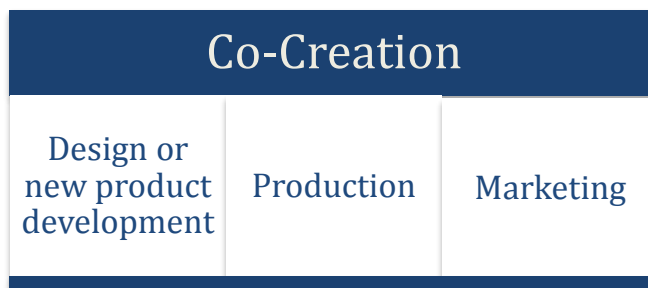 Co-Creation
Design or
new product
development
Production
Marketing